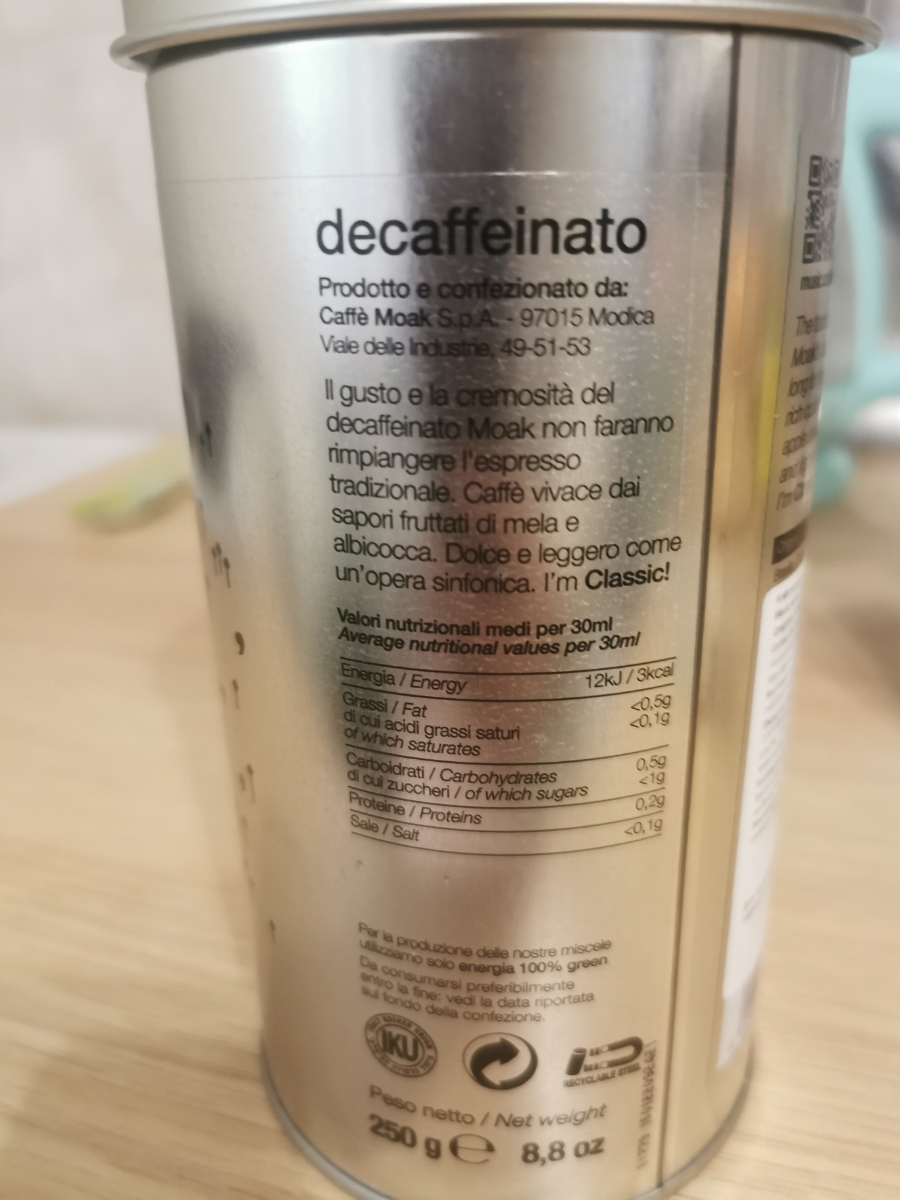 decaffeinato
Prodotto e confezionato da:
Caffè Moak S.p.A. - 97015 Modica
Viale delle Industrie, 49-51-53
Il gusto e la cremosità del
decaffeinato Moak non faranno
rimpiangere l'espresso
tradizionale. Caffè vivace dai
sapori fruttati di mela e
albicocca. Dolce e leggero come
un'opera sinfonica. I'm Classic!
Valori nutrizionali medi per 30ml
Average nutritional values per 30ml
Energia / Energy 12kJ / 3kcal
Grassi / Fat <0,5g
di cui acidi grassi saturi <0,1g
of which saturates
Carboidrati / Carbohydrates 0,5g
di cui zuccheri / of which sugars <1g
Proteine / Proteins 0,2g
Sale / Salt <0,1g
Per la produzione delle nostre miscele
utilizziamo solo energia 100% green
Da consumarsi preferibilmente
entro la fine: vedi la data riportata
sul fondo della confezione.
IKU
RECYCLABLE STEEL
Peso netto / Net weight
250 g e 8,8 oz
The
I'm